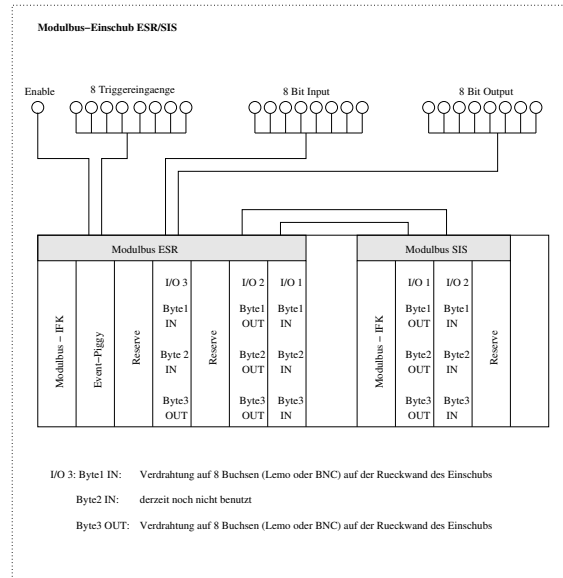 Modulbus−Einschub ESR/SIS
Enable
8 Triggereingaenge
8 Bit Input
8 Bit Output
Modulbus ESR
Modulbus − IFK
Event−Piggy
Reserve
I/O 3
Byte1
IN
Byte 2
IN
Byte3
OUT
Reserve
I/O 2
Byte1
OUT
Byte2
OUT
Byte3
OUT
I/O 1
Byte1
IN
Byte2
IN
Byte3
IN
Modulbus SIS
Modulbus − IFK
I/O 1
Byte1
OUT
Byte2
OUT
Byte3
OUT
I/O 2
Byte1
IN
Byte2
IN
Byte3
IN
Reserve
I/O 3: Byte1 IN: Verdrahtung auf 8 Buchsen (Lemo oder BNC) auf der Rueckwand des Einschubs
Byte2 IN: derzeit noch nicht benutzt
Byte3 OUT: Verdrahtung auf 8 Buchsen (Lemo oder BNC) auf der Rueckwand des Einschubs